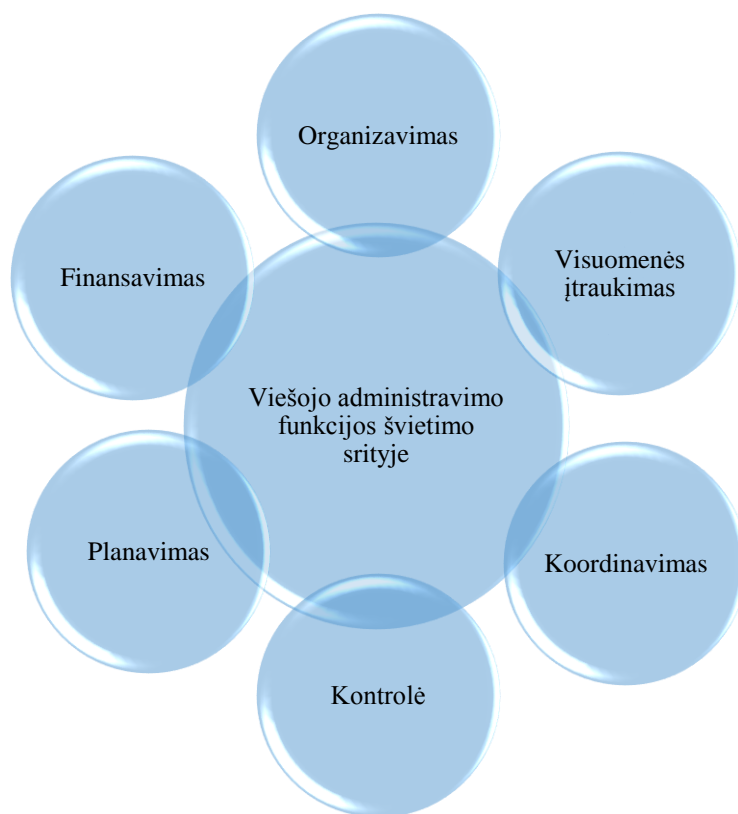 Organizavimas
Finansavimas
Visuomenės
įtraukimas
Viešojo administravimo
funkcijos švietimo
srityje
Planavimas
Koordinavimas
Kontrolė